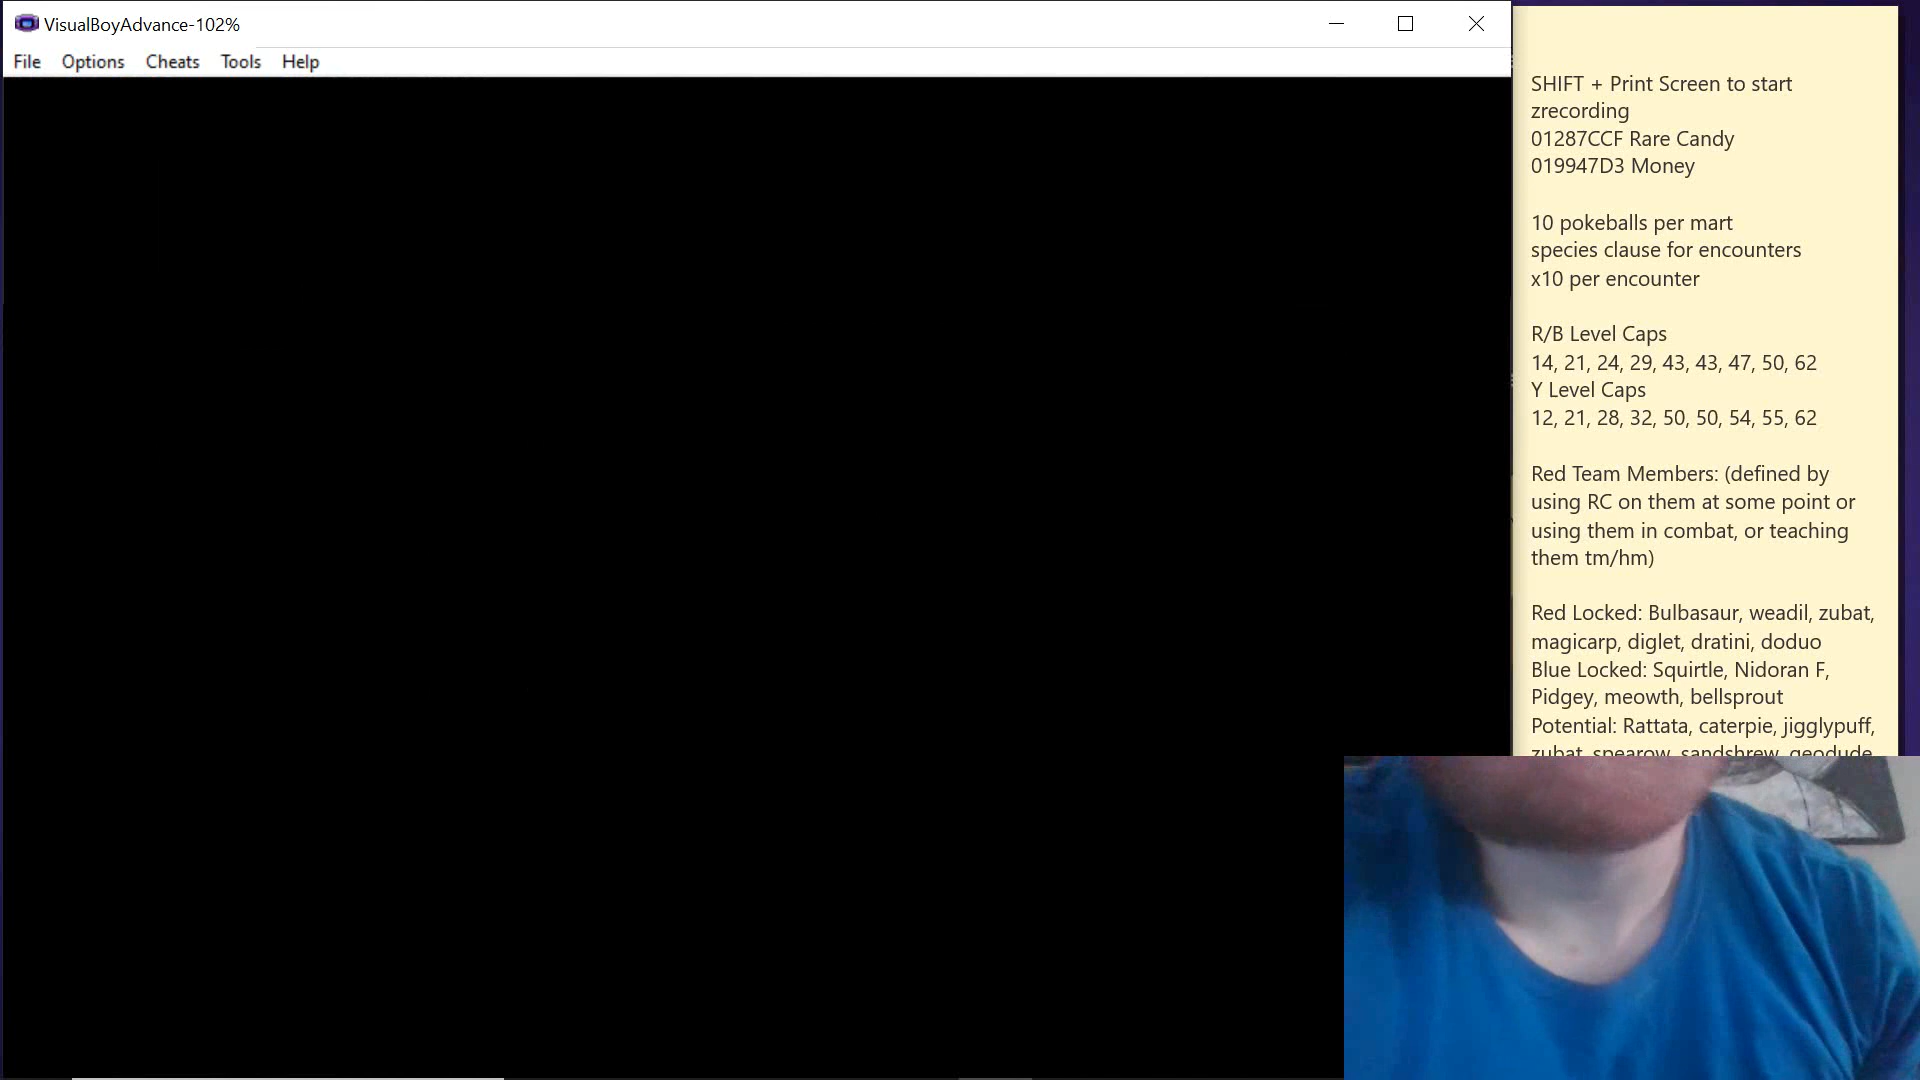 VisualBoyAdvance-102%
File Options Cheats Tools Help
SHIFT + Print Screen to start
zrecording
01287CCF Rare Candy
019947D3 Money
10 pokeballs per mart
species clause for encounters
x10 per encounter
R/B Level Caps
14, 21, 24, 29, 43, 43, 47, 50, 62
Y Level Caps
12, 21, 28, 32, 50, 50, 54, 55, 62
Red Team Members: (defined by
using RC on them at some point or
using them in combat, or teaching
them tm/hm)
Red Locked: Bulbasaur, weadil, zubat,
magicarp, diglet, dratini, doduo
Blue Locked: Squirtle, Nidoran F,
Pidgey, meowth, bellsprout
Potential: Rattata, caterpie, jigglypuff,
zubat, spearow, sandshrew, geodude